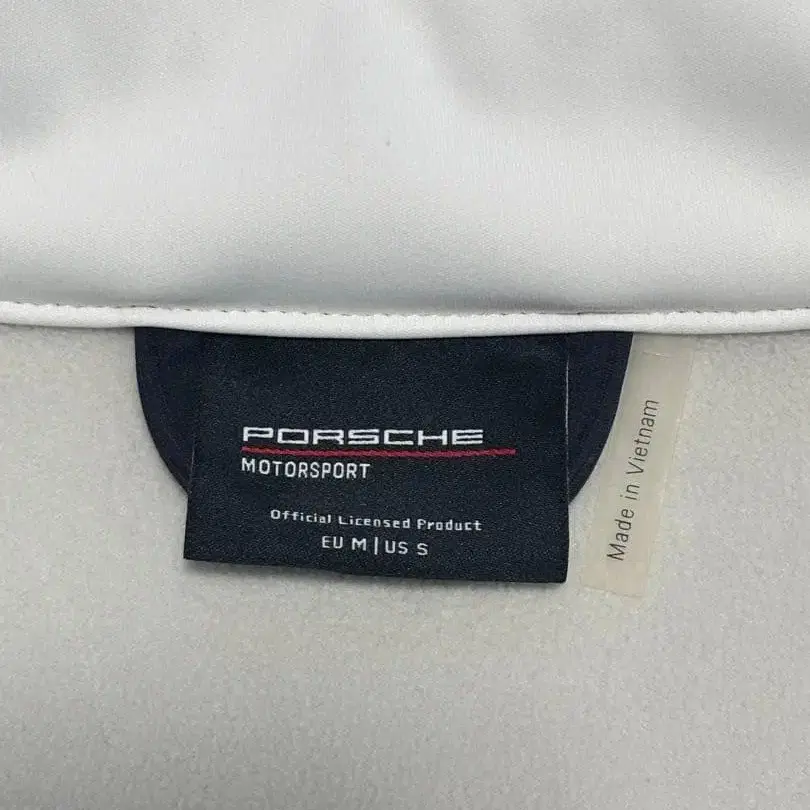 PORSCHE
MOTORSPORT
Official Licensed Product
EU M | US S
Made in Vietnam